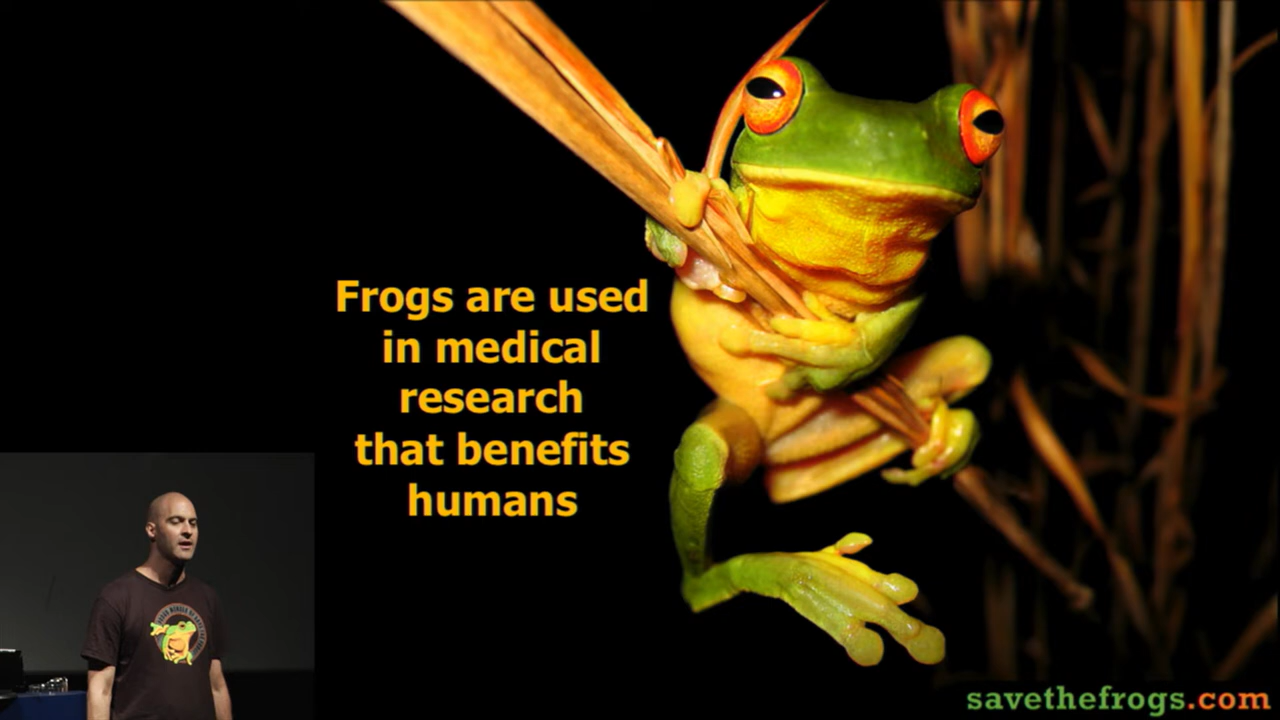 Frogs are used
in medical
research
that benefits
humans
savethefrogs.com